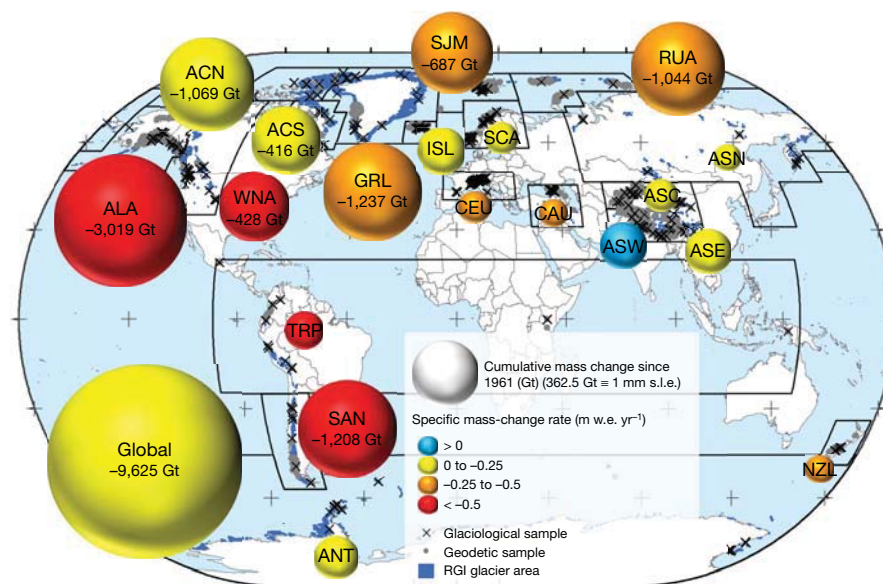 SJM
−687 Gt
RUA
−1,044 Gt
ACN
−1,069 Gt
ACS
−416 Gt
ISL
SCA
ASN
ALA
−3,019 Gt
WNA
−428 Gt
GRL
−1,237 Gt
CEU
CAU
ASC
ASW
ASE
TRP
Cumulative mass change since
1961 (Gt) (362.5 Gt ≡ 1 mm s.l.e.)
Specific mass-change rate (m w.e. yr⁻¹)
> 0
0 to −0.25
−0.25 to −0.5
< −0.5
Glaciological sample
Geodetic sample
RGI glacier area
Global
−9,625 Gt
SAN
−1,208 Gt
NZL
ANT